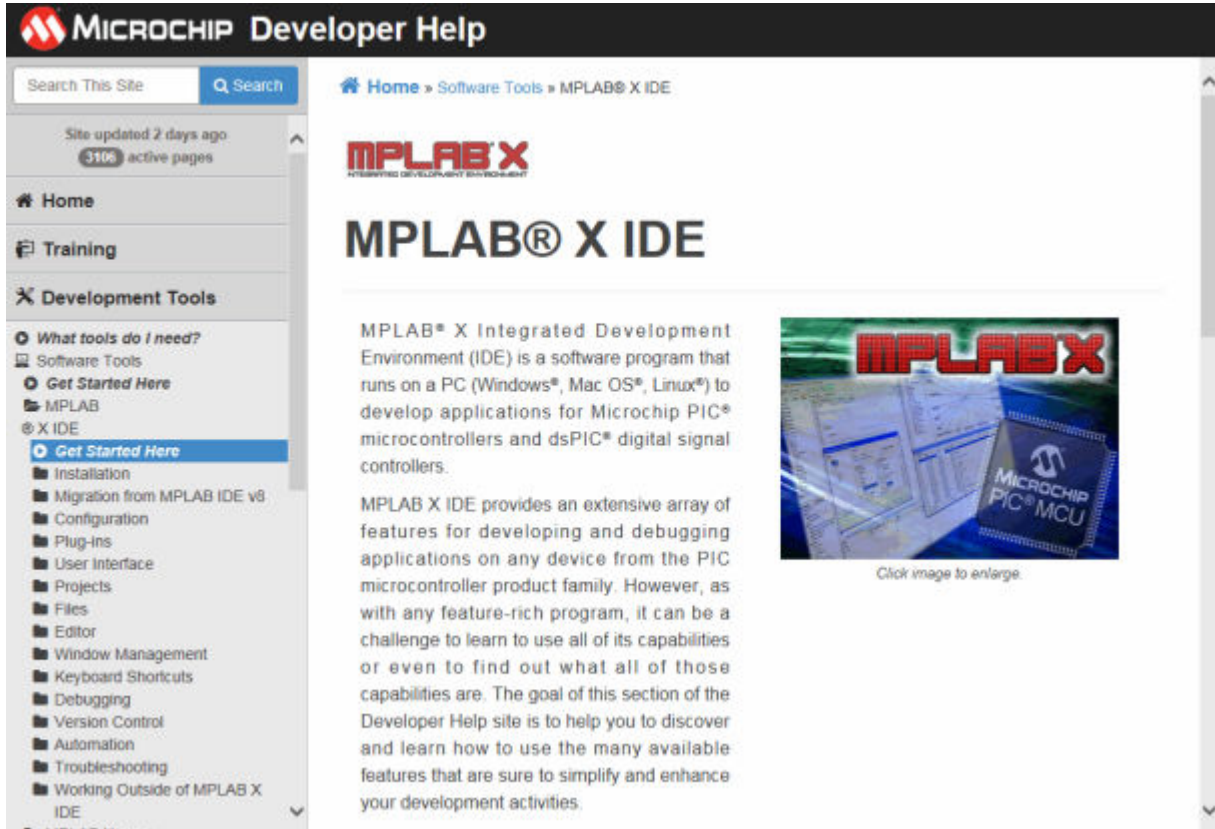 MICROCHIP Developer Help
Search This Site
Search
Site updated 2 days ago
3106 active pages
Home
Training
Development Tools
What tools do I need?
Software Tools
Get Started Here
MPLAB
® X IDE
Get Started Here
Installation
Migration from MPLAB IDE v8
Configuration
Plug-ins
User Interface
Projects
Files
Editor
Window Management
Keyboard Shortcuts
Debugging
Version Control
Automation
Troubleshooting
Working Outside of MPLAB X
IDE
Home » Software Tools » MPLAB® X IDE
MPLAB X
INTEGRATED DEVELOPMENT ENVIRONMENT
MPLAB® X IDE
MPLAB® X Integrated Development
Environment (IDE) is a software program that
runs on a PC (Windows®, Mac OS®, Linux®) to
develop applications for Microchip PIC®
microcontrollers and dsPIC® digital signal
controllers.
MPLAB X IDE provides an extensive array of
features for developing and debugging
applications on any device from the PIC
microcontroller product family. However, as
with any feature-rich program, it can be a
challenge to learn to use all of its capabilities
or even to find out what all of those
capabilities are. The goal of this section of the
Developer Help site is to help you to discover
and learn how to use the many available
features that are sure to simplify and enhance
your development activities.
MPLAB X
MICROCHIP
PIC® MCU
Click image to enlarge.